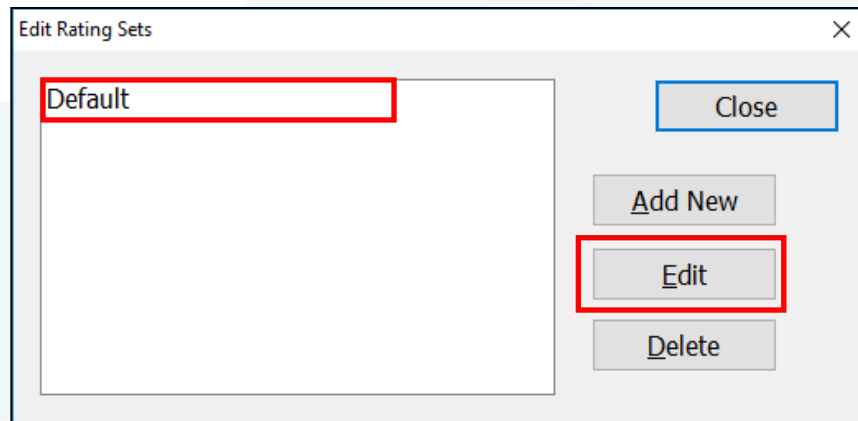 Edit Rating Sets
Default
Close
Add New
Edit
Delete